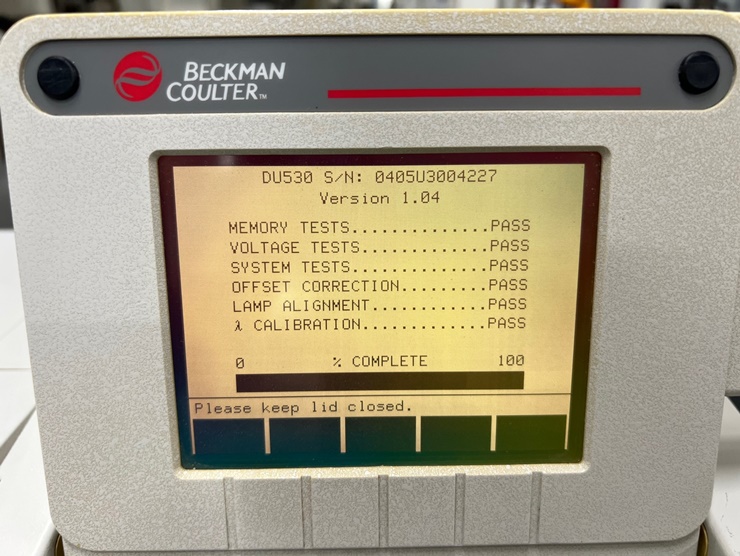 BECKMAN
COULTER™
DU530 S/N: 0405U3004227
Version 1.04
MEMORY TESTS..............PASS
VOLTAGE TESTS.............PASS
SYSTEM TESTS..............PASS
OFFSET CORRECTION.........PASS
LAMP ALIGNMENT............PASS
λ CALIBRATION.............PASS
0 % COMPLETE 100
Please keep lid closed.